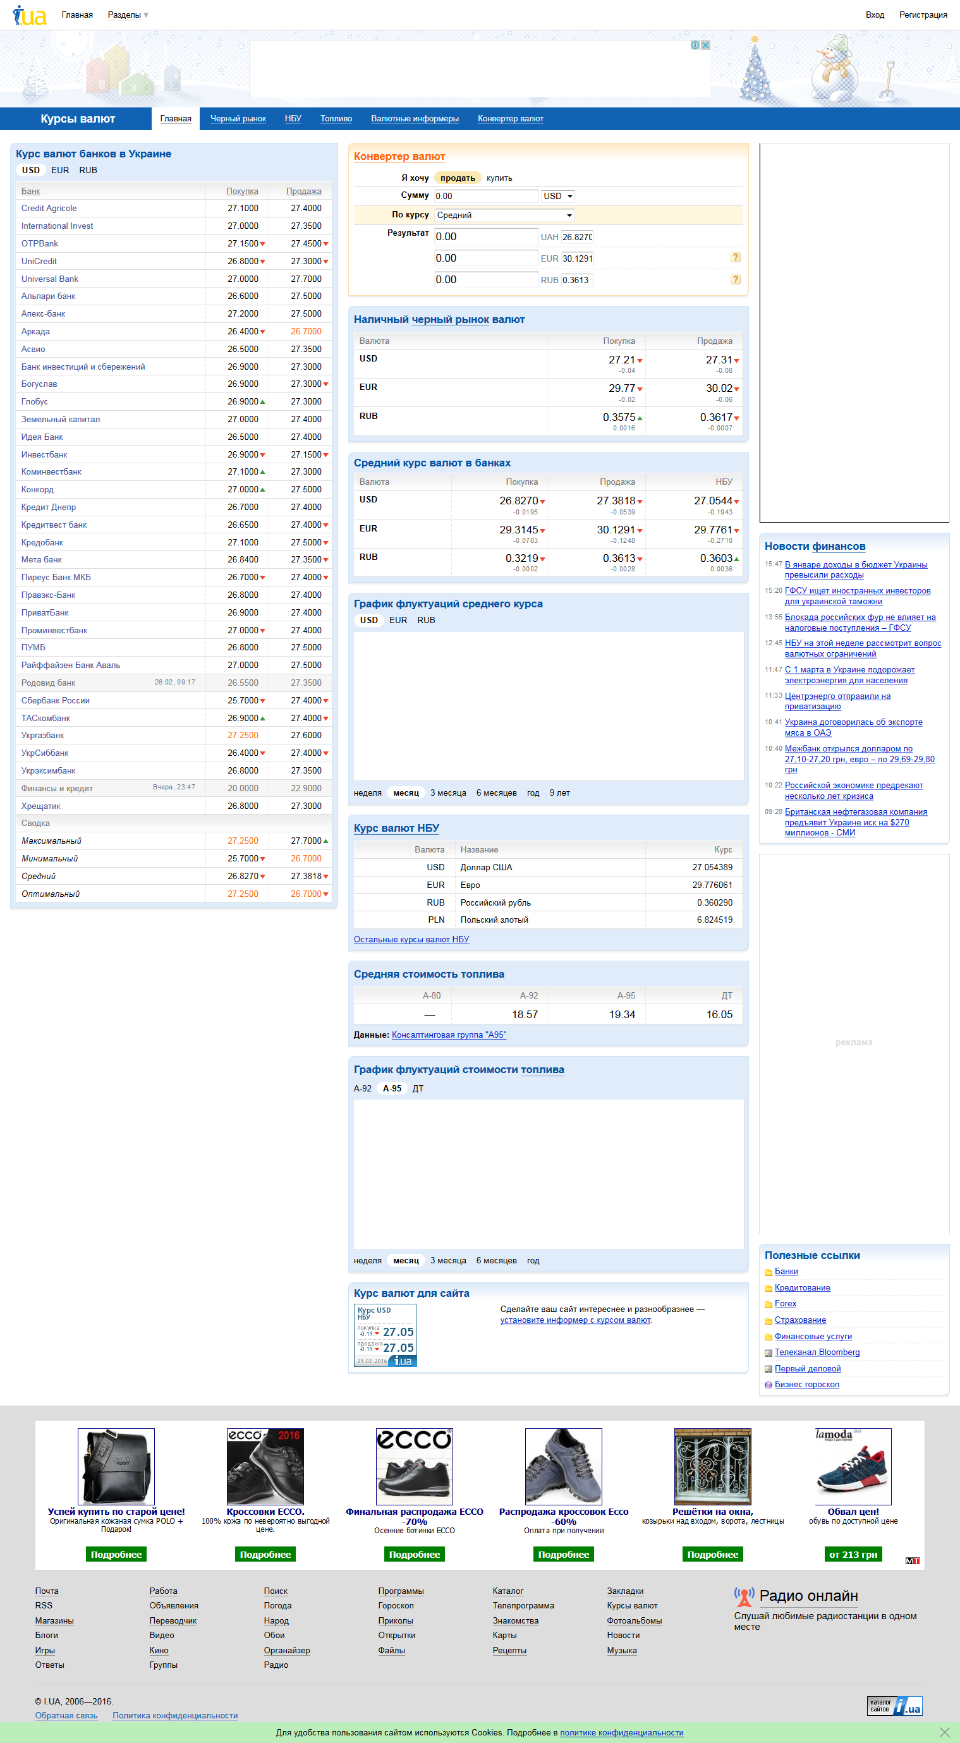 i.ua Главная Разделы ▾ Вход Регистрация
Курсы валют Главная Черный рынок НБУ Топливо Валютные информеры Конвертер валют
Курс валют банков в Украине
USD EUR RUB
Банк Покупка Продажа
Credit Agricole 27.1000 27.4000
International Invest 27.0000 27.3500
OTPBank 27.1500 27.4500
UniCredit 26.8000 27.3000
Universal Bank 27.0000 27.7000
Альпари банк 26.6000 27.5000
Апекс-банк 27.2000 27.5000
Аркада 26.4000 26.7000
Асвио 26.5000 27.3500
Банк инвестиций и сбережений 26.9000 27.3000
Богуслав 26.9000 27.3000
Глобус 26.9000 27.3000
Земельный капитал 27.0000 27.4000
Идея Банк 26.5000 27.4000
Инвестбанк 26.9000 27.1500
Коминвестбанк 27.1000 27.3000
Конкорд 27.0000 27.5000
Кредит Днепр 26.7000 27.4000
Кредитвест банк 26.6500 27.4000
Кредобанк 27.1000 27.5000
Мета банк 26.8400 27.3500
Пиреус Банк МКБ 26.7000 27.4000
Правэкс-Банк 26.8000 27.4000
ПриватБанк 26.9000 27.4000
Проминвестбанк 27.0000 27.4000
ПУМБ 26.8000 27.5000
Райффайзен Банк Аваль 27.0000 27.5000
Родовид банк 26.02, 09:17 26.5500 27.3500
Сбербанк России 25.7000 27.4000
ТАСкомбанк 26.9000 27.4000
Укргазбанк 27.2500 27.6000
УкрСиббанк 26.4000 27.4000
Укрэксимбанк 26.8000 27.3500
Финансы и кредит Вчера, 23:47 20.0000 22.9000
Хрещатик 26.8000 27.3000
Сводка
Максимальный 27.2500 27.7000
Минимальный 25.7000 26.7000
Средний 26.8270 27.3818
Оптимальный 27.2500 26.7000
Конвертер валют
Я хочу продать купить
Сумму 0.00 USD
По курсу Средний
Результат 0.00 UAH 26.8270
0.00 EUR 30.1291 ?
0.00 RUB 0.3613 ?
Наличный черный рынок валют
Валюта Покупка Продажа
USD 27.21 27.31
-0.04 -0.08
EUR 29.77 30.02
-0.02 -0.06
RUB 0.3575 0.3617
0.0016 -0.0007
Средний курс валют в банках
Валюта Покупка Продажа НБУ
USD 26.8270 27.3818 27.0544
-0.0195 -0.0539 -0.1943
EUR 29.3145 30.1291 29.7761
-0.0783 -0.1248 -0.2710
RUB 0.3219 0.3613 0.3603
-0.0002 -0.0028 0.0036
График флуктуаций среднего курса
USD EUR RUB
неделя месяц 3 месяца 6 месяцев год 9 лет
Курс валют НБУ
Валюта Название Курс
USD Доллар США 27.054389
EUR Евро 29.776061
RUB Российский рубль 0.360290
PLN Польский злотый 6.824519
Остальные курсы валют НБУ
Средняя стоимость топлива
А-80 А-92 А-95 ДТ
— 18.57 19.34 16.05
Данные: Консалтинговая группа "А95"
График флуктуаций стоимости топлива
А-92 А-95 ДТ
неделя месяц 3 месяца 6 месяцев год
Курс валют для сайта
Курс USD
НБУ
покупка
-0.19 27.05
продажа
-0.19 27.05
29.02.2016 i.ua
Сделайте ваш сайт интереснее и разнообразнее —
установите информер с курсом валют.
Новости финансов
15:47 В январе доходы в бюджет Украины
превысили расходы
15:20 ГФСУ ищет иностранных инвесторов
для украинской таможни
13:55 Блокада российских фур не влияет на
налоговые поступления – ГФСУ
12:45 НБУ на этой неделе рассмотрит вопрос
валютных ограничений
11:47 С 1 марта в Украине подорожает
электроэнергия для населения
11:33 Центрэнерго отправили на
приватизацию
10:41 Украина договорилась об экспорте
мяса в ОАЭ
10:40 Межбанк открылся долларом по
27,10-27,20 грн, евро – по 29,69-29,80
грн
10:22 Российской экономике предрекают
несколько лет кризиса
09:28 Британская нефтегазовая компания
предъявит Украине иск на $270
миллионов - СМИ
реклама
Полезные ссылки
Банки
Кредитование
Forex
Страхование
Финансовые услуги
Телеканал Bloomberg
Первый деловой
Бизнес гороскоп
Успей купить по старой цене!
Оригинальная кожаная сумка POLO +
Подарок!
Подробнее
2016
Кроссовки ECCO.
100% кожа по невероятно выгодной
цене.
Подробнее
ecco
Финальная распродажа ECCO
-70%
Осенние ботинки ECCO
Подробнее
Распродажа кроссовок Ecco
-60%
Оплата при получении
Подробнее
Решётки на окна,
козырьки над входом, ворота, лестницы
Подробнее
lamoda
Обвал цен!
обувь по доступной цене
от 213 грн
МТ
Почта Работа Поиск Программы Каталог Закладки
RSS Объявления Погода Гороскоп Телепрограмма Курсы валют
Магазины Переводчик Народ Приколы Знакомства Фотоальбомы
Блоги Видео Обои Открытки Карты Новости
Игры Кино Органайзер Файлы Рецепты Музыка
Ответы Группы Радио
Радио онлайн
Слушай любимые радиостанции в одном
месте
© I.UA, 2006—2016.
Обратная связь Политика конфиденциальности
каталог
сайтов i.ua
Для удобства пользования сайтом используются Cookies. Подробнее в политике конфиденциальности